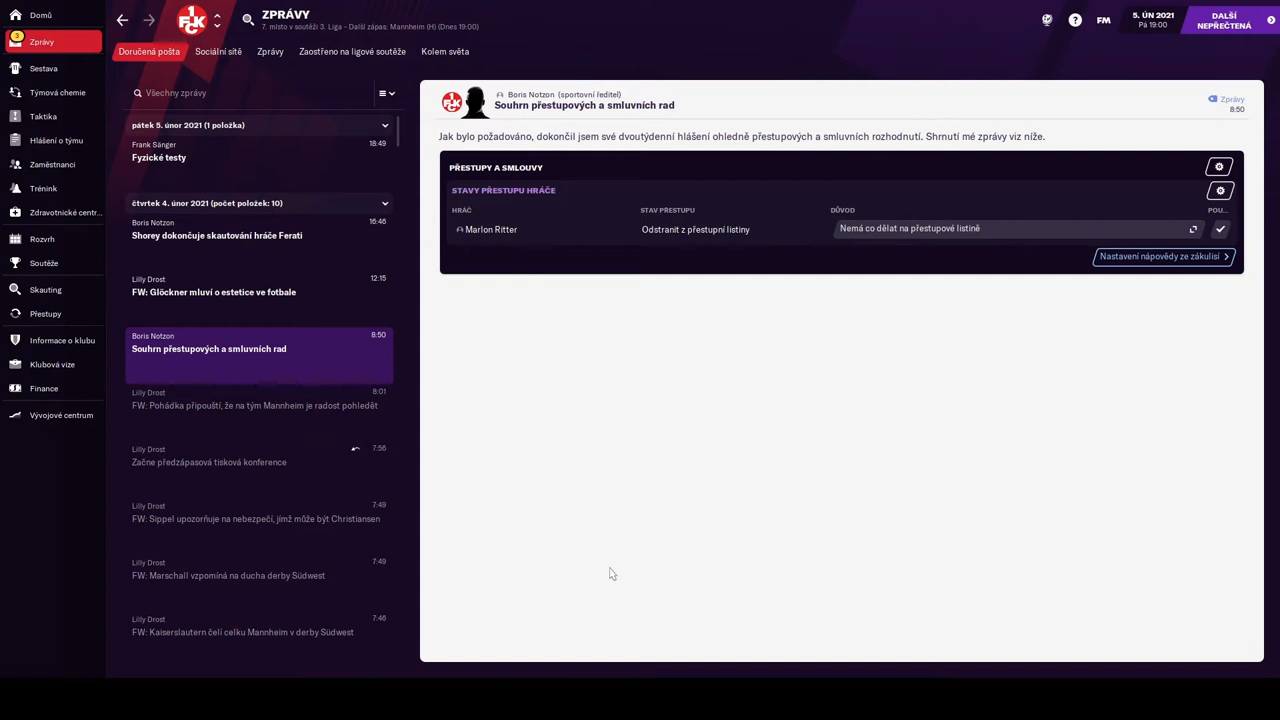 Domů
3
Zprávy
Sestava
Týmová chemie
Taktika
Hlášení o týmu
Zaměstnanci
Trénink
Zdravotnické centr...
Rozvrh
Soutěže
Skauting
Přestupy
Informace o klubu
Klubová vize
Finance
Vývojové centrum
1 FCK
ZPRÁVY
7. místo v soutěži 3. Liga - Další zápas: Mannheim (H) (Dnes 19:00)
?
FM
5. ÚN 2021
Pá 19:00
DALŠÍ
NEPŘEČTENÁ
Doručená pošta
Sociální sítě
Zprávy
Zaostřeno na ligové soutěže
Kolem světa
Všechny zprávy
pátek 5. únor 2021 (1 položka)
Frank Sänger 18:49
Fyzické testy
čtvrtek 4. únor 2021 (počet položek: 10)
Boris Notzon 16:46
Shorey dokončuje skautování hráče Ferati
Lilly Drost 12:15
FW: Glöckner mluví o estetice ve fotbale
Boris Notzon 8:50
Souhrn přestupových a smluvních rad
Lilly Drost 8:01
FW: Pohádka připouští, že na tým Mannheim je radost pohledět
Lilly Drost 7:56
Začne předzápasová tisková konference
Lilly Drost 7:49
FW: Sippel upozorňuje na nebezpečí, jímž může být Christiansen
Lilly Drost 7:49
FW: Marschall vzpomíná na ducha derby Südwest
Lilly Drost 7:46
FW: Kaiserslautern čelí celku Mannheim v derby Südwest
Boris Notzon (sportovní ředitel)
Souhrn přestupových a smluvních rad
Zprávy
8:50
Jak bylo požadováno, dokončil jsem své dvoutýdenní hlášení ohledně přestupových a smluvních rozhodnutí. Shrnutí mé zprávy viz níže.
PŘESTUPY A SMLOUVY
STAVY PŘESTUPU HRÁČE
HRÁČ STAV PŘESTUPU DŮVOD POU...
Marlon Ritter Odstranit z přestupní listiny Nemá co dělat na přestupové listině
Nastavení nápovědy ze zákulisí